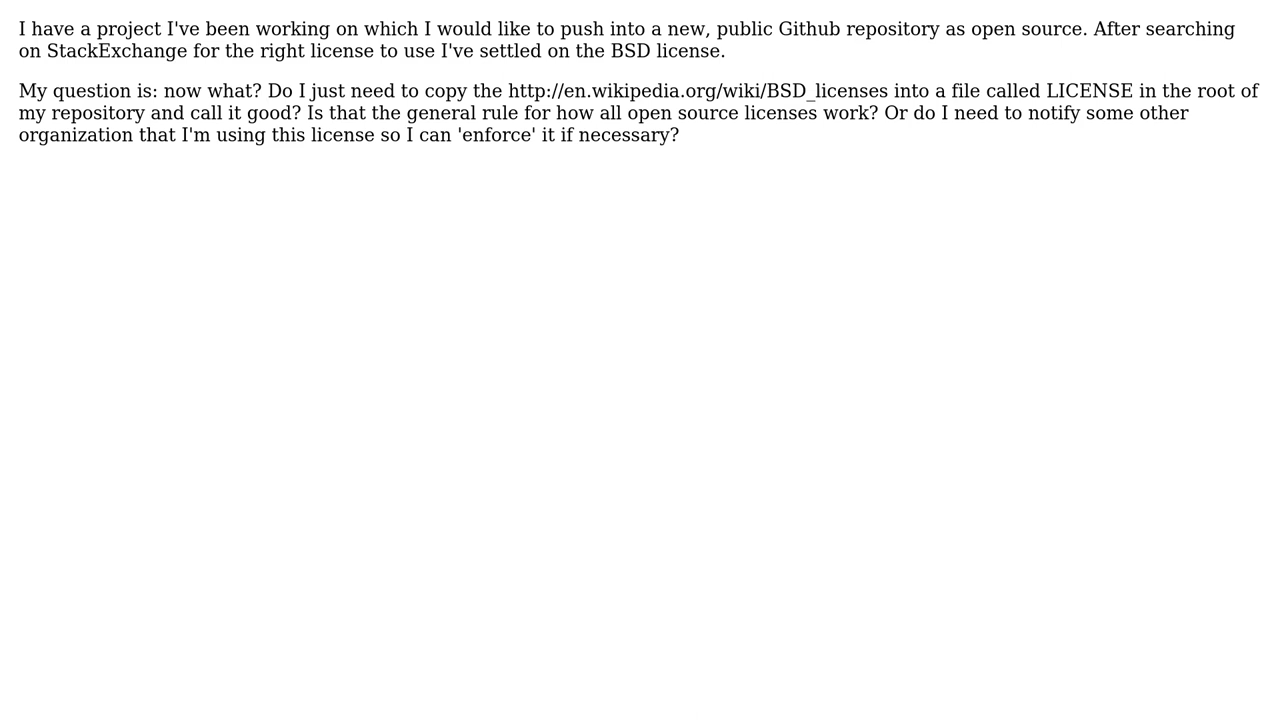 I have a project I've been working on which I would like to push into a new, public Github repository as open source. After searching
on StackExchange for the right license to use I've settled on the BSD license.
My question is: now what? Do I just need to copy the http://en.wikipedia.org/wiki/BSD_licenses into a file called LICENSE in the root of
my repository and call it good? Is that the general rule for how all open source licenses work? Or do I need to notify some other
organization that I'm using this license so I can 'enforce' it if necessary?